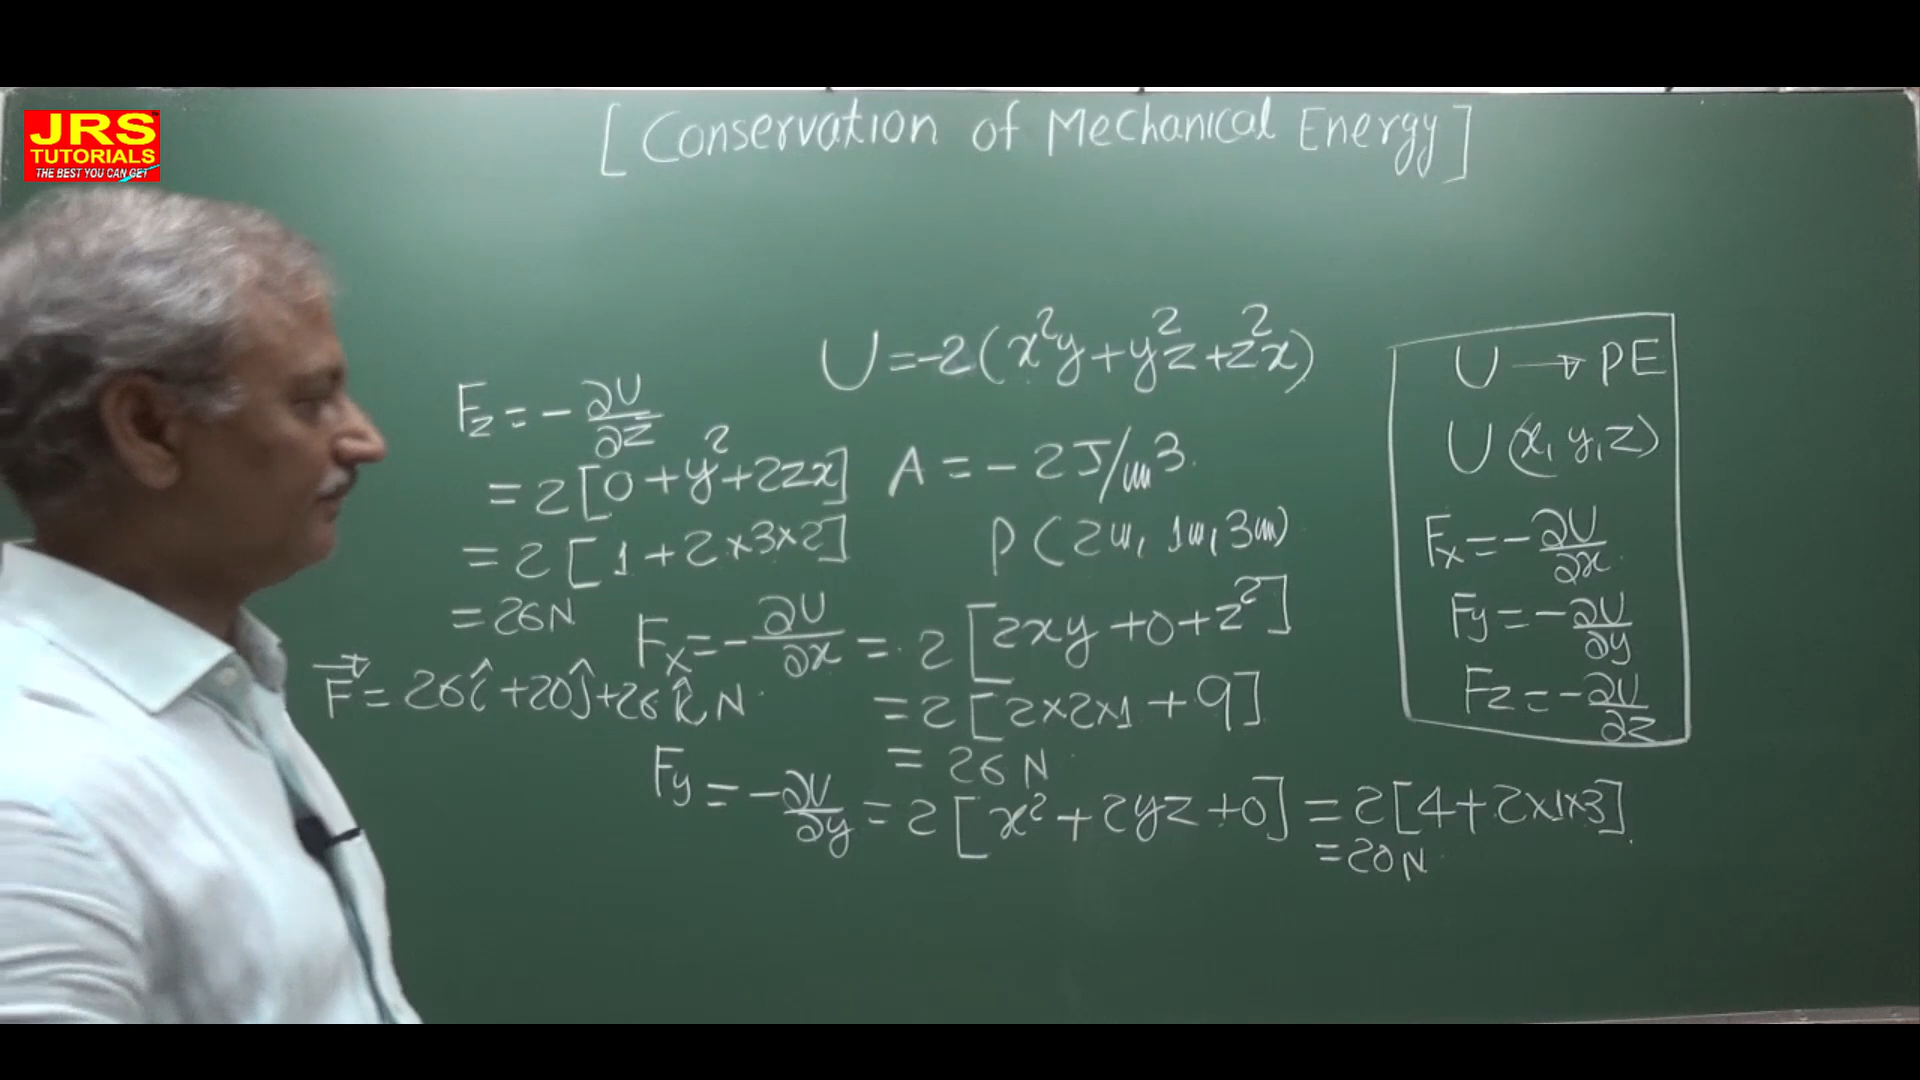 JRS
TUTORIALS
THE BEST YOU CAN GET
[Conservation of Mechanical Energy]
U = -2(x²y + y²z + z²x)
A = - 2J/m3
P(2m, 1m, 3m)
Fz = - ∂U/∂z
= 2[0 + y² + 2zx]
= 2[1 + 2×3×2]
= 26N
Fx = - ∂U/∂x = 2[2xy + 0 + z²]
= 2[2×2×1 + 9]
= 26 N
Fy = - ∂U/∂y = 2[x² + 2yz + 0] = 2[4 + 2×1×3]
= 20N
F⃗ = 26î + 20ĵ + 26k̂ N
U → PE
U(x, y, z)
Fx = - ∂U/∂x
Fy = - ∂U/∂y
Fz = - ∂U/∂z